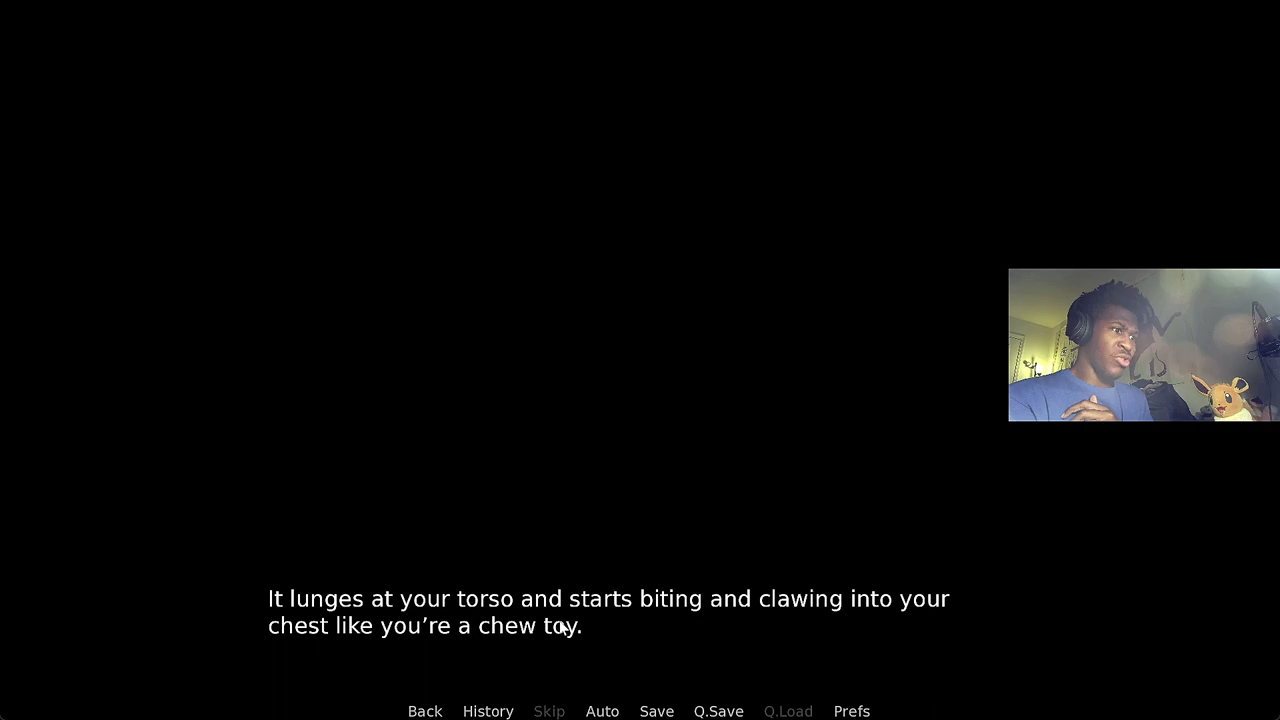 It lunges at your torso and starts biting and clawing into your
chest like you’re a chew toy.
Back History Skip Auto Save Q.Save Q.Load Prefs